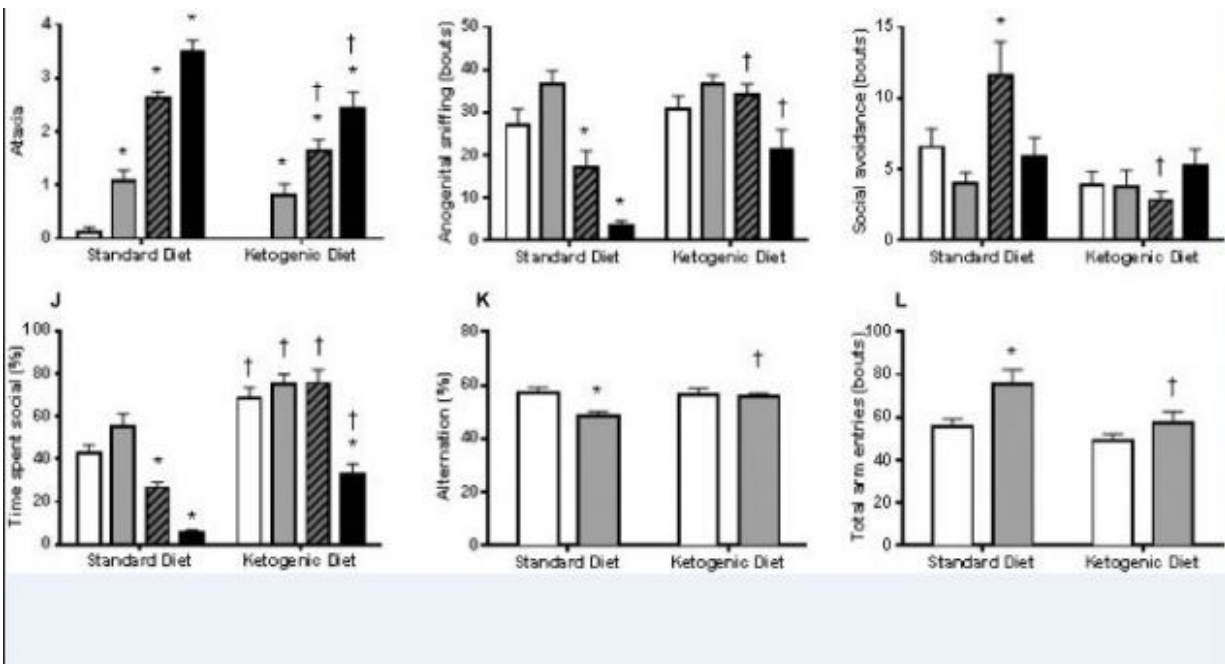 Ataxia
4
3
2
1
0
* * * * † * † *
Standard Diet Ketogenic Diet
Anogenital sniffing (bouts)
50
40
30
20
10
0
* * † †
Standard Diet Ketogenic Diet
Social avoidance (bouts)
15
10
5
0
* †
Standard Diet Ketogenic Diet
J
Time spent social (%)
100
80
60
40
20
0
* * † † † † *
Standard Diet Ketogenic Diet
K
Alternation (%)
80
60
40
20
0
* †
Standard Diet Ketogenic Diet
L
Total arm entries (bouts)
100
80
60
40
20
0
* †
Standard Diet Ketogenic Diet